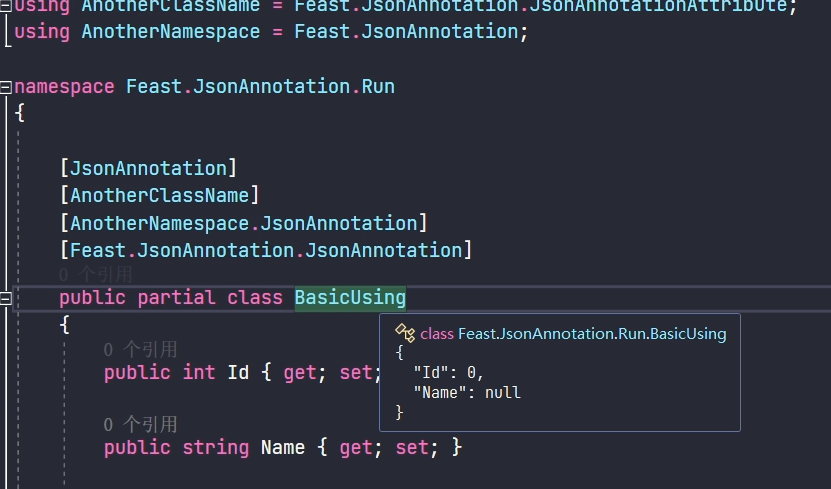 using AnotherClassName = Feast.JsonAnnotation.JsonAnnotationAttribute;
using AnotherNamespace = Feast.JsonAnnotation;
namespace Feast.JsonAnnotation.Run
{
[JsonAnnotation]
[AnotherClassName]
[AnotherNamespace.JsonAnnotation]
[Feast.JsonAnnotation.JsonAnnotation]
0 个引用
public partial class BasicUsing
{
class Feast.JsonAnnotation.Run.BasicUsing
{
"Id": 0,
"Name": null
}
0 个引用
public int Id { get; set;
0 个引用
public string Name { get; set; }